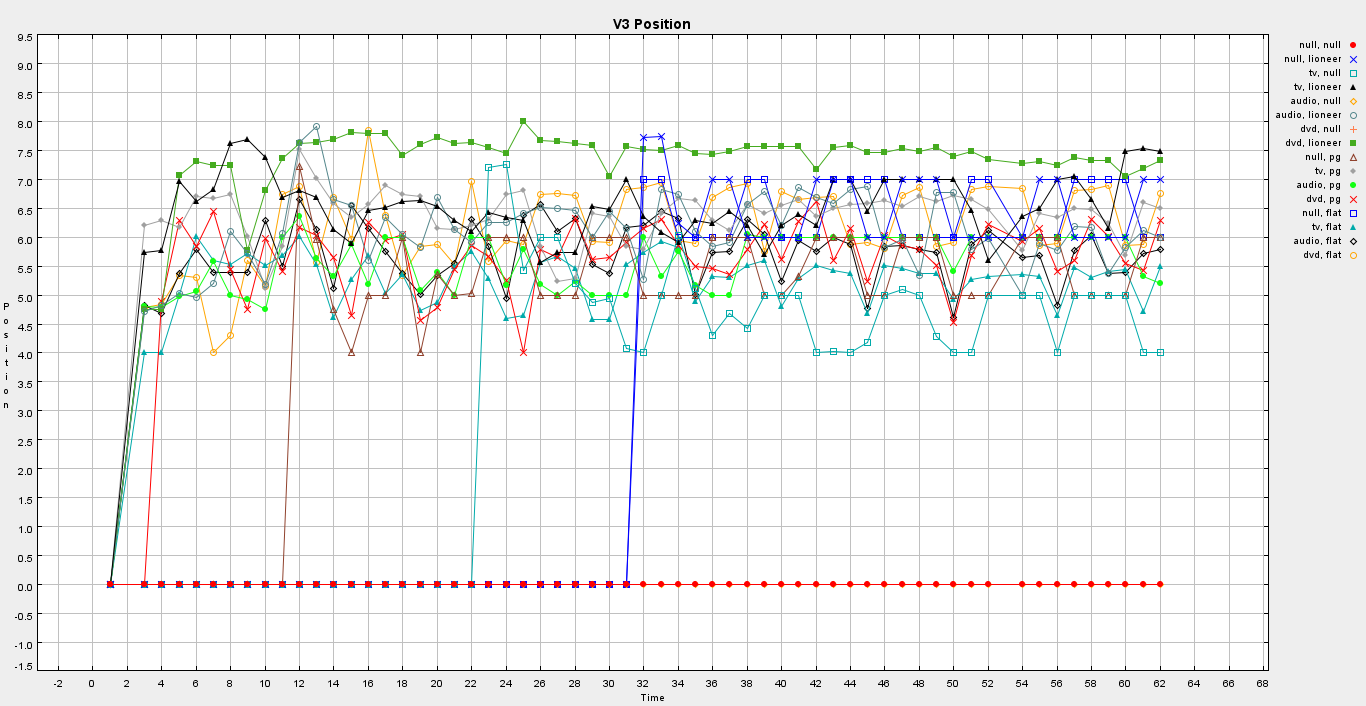 V3 Position
9.5
9.0
8.5
8.0
7.5
7.0
6.5
6.0
5.5
5.0
4.5
4.0
3.5
3.0
2.5
2.0
1.5
1.0
0.5
0.0
-0.5
-1.0
-1.5
Position
-2 0 2 4 6 8 10 12 14 16 18 20 22 24 26 28 30 32 34 36 38 40 42 44 46 48 50 52 54 56 58 60 62 64 66 68
Time
null, null
null, lioneer
tv, null
tv, lioneer
audio, null
audio, lioneer
dvd, null
dvd, lioneer
null, pg
tv, pg
audio, pg
dvd, pg
null, flat
tv, flat
audio, flat
dvd, flat